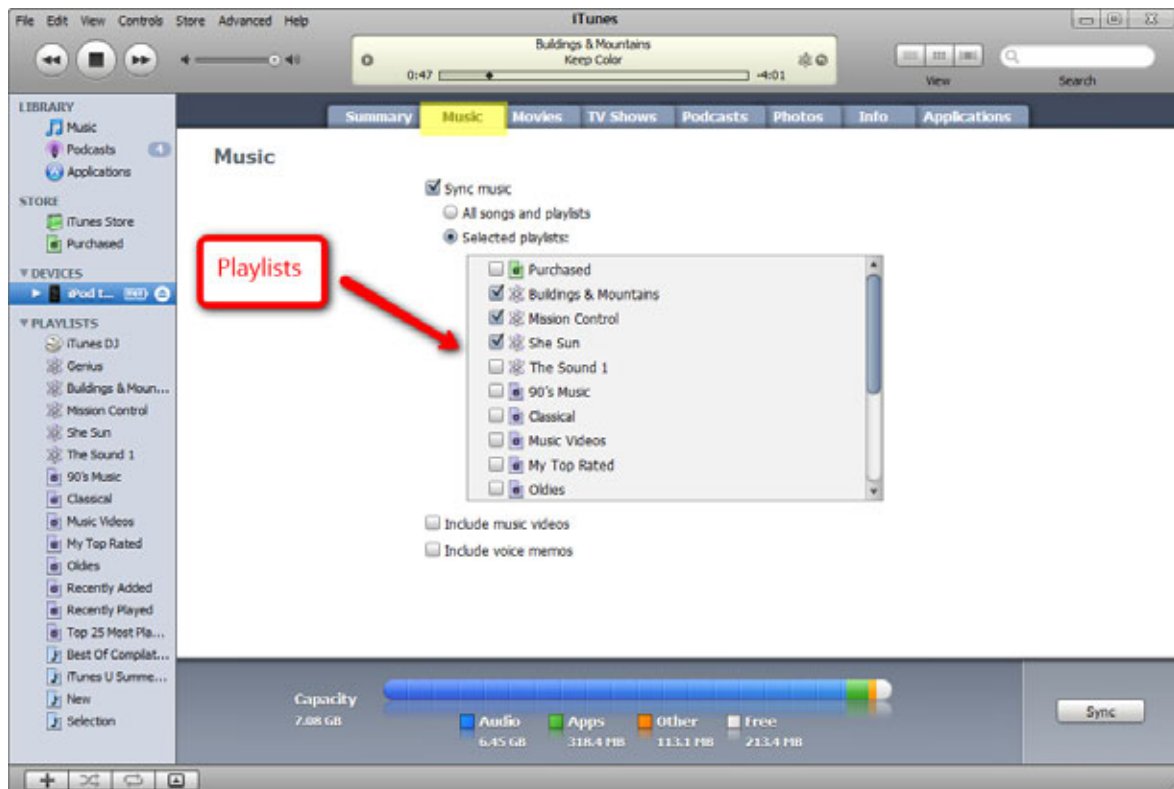 File Edit View Controls Store Advanced Help
iTunes
Buildings & Mountains
Keep Color
0:47
-4:01
View
Search
LIBRARY
Music
Podcasts 4
Applications
STORE
iTunes Store
Purchased
DEVICES
iPod t...
PLAYLISTS
iTunes DJ
Genius
Buildings & Moun...
Mission Control
She Sun
The Sound 1
90's Music
Classical
Music Videos
My Top Rated
Oldies
Recently Added
Recently Played
Top 25 Most Pla...
Best Of Compilat...
iTunes U Summe...
New
Selection
Summary Music Movies TV Shows Podcasts Photos Info Applications
Music
Sync music
All songs and playlists
Selected playlists:
Playlists
Purchased
Buildings & Mountains
Mission Control
She Sun
The Sound 1
90's Music
Classical
Music Videos
My Top Rated
Oldies
Include music videos
Include voice memos
Capacity
7.08 GB
Audio
6.45 GB
Apps
318.4 MB
Other
113.1 MB
Free
213.4 MB
Sync